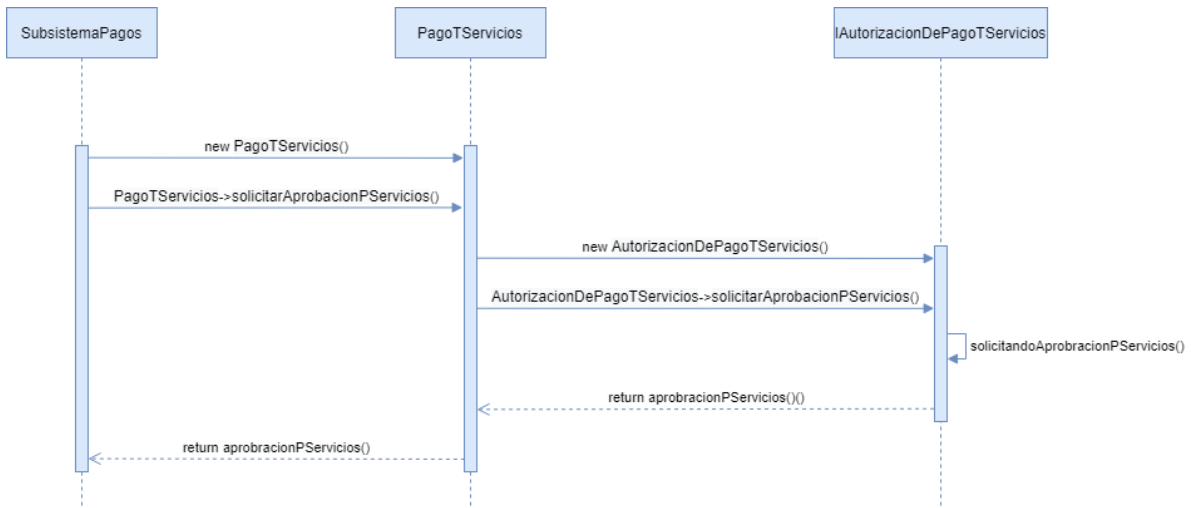 SubsistemaPagos
PagoTServicios
IAutorizacionDePagoTServicios
new PagoTServicios()
PagoTServicios->solicitarAprobacionPServicios()
new AutorizacionDePagoTServicios()
AutorizacionDePagoTServicios->solicitarAprobacionPServicios()
solicitandoAprobracionPServicios()
return aprobracionPServicios()()
return aprobracionPServicios()